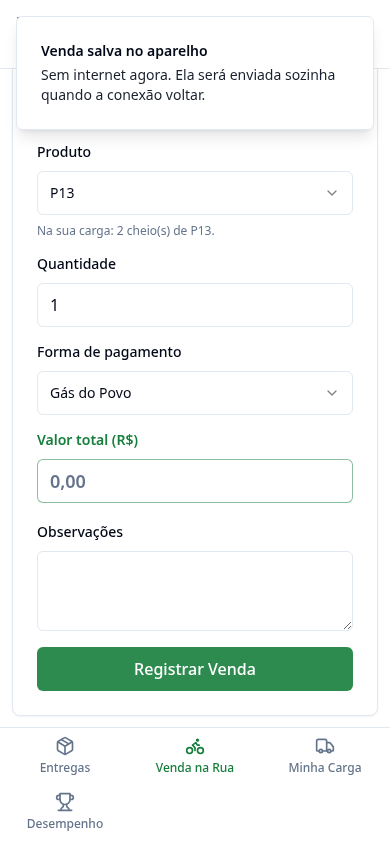 Venda salva no aparelho
Sem internet agora. Ela será enviada sozinha
quando a conexão voltar.
Produto
P13
Na sua carga: 2 cheio(s) de P13.
Quantidade
1
Forma de pagamento
Gás do Povo
Valor total (R$)
0,00
Observações
Registrar Venda
Entregas
Venda na Rua
Minha Carga
Desempenho